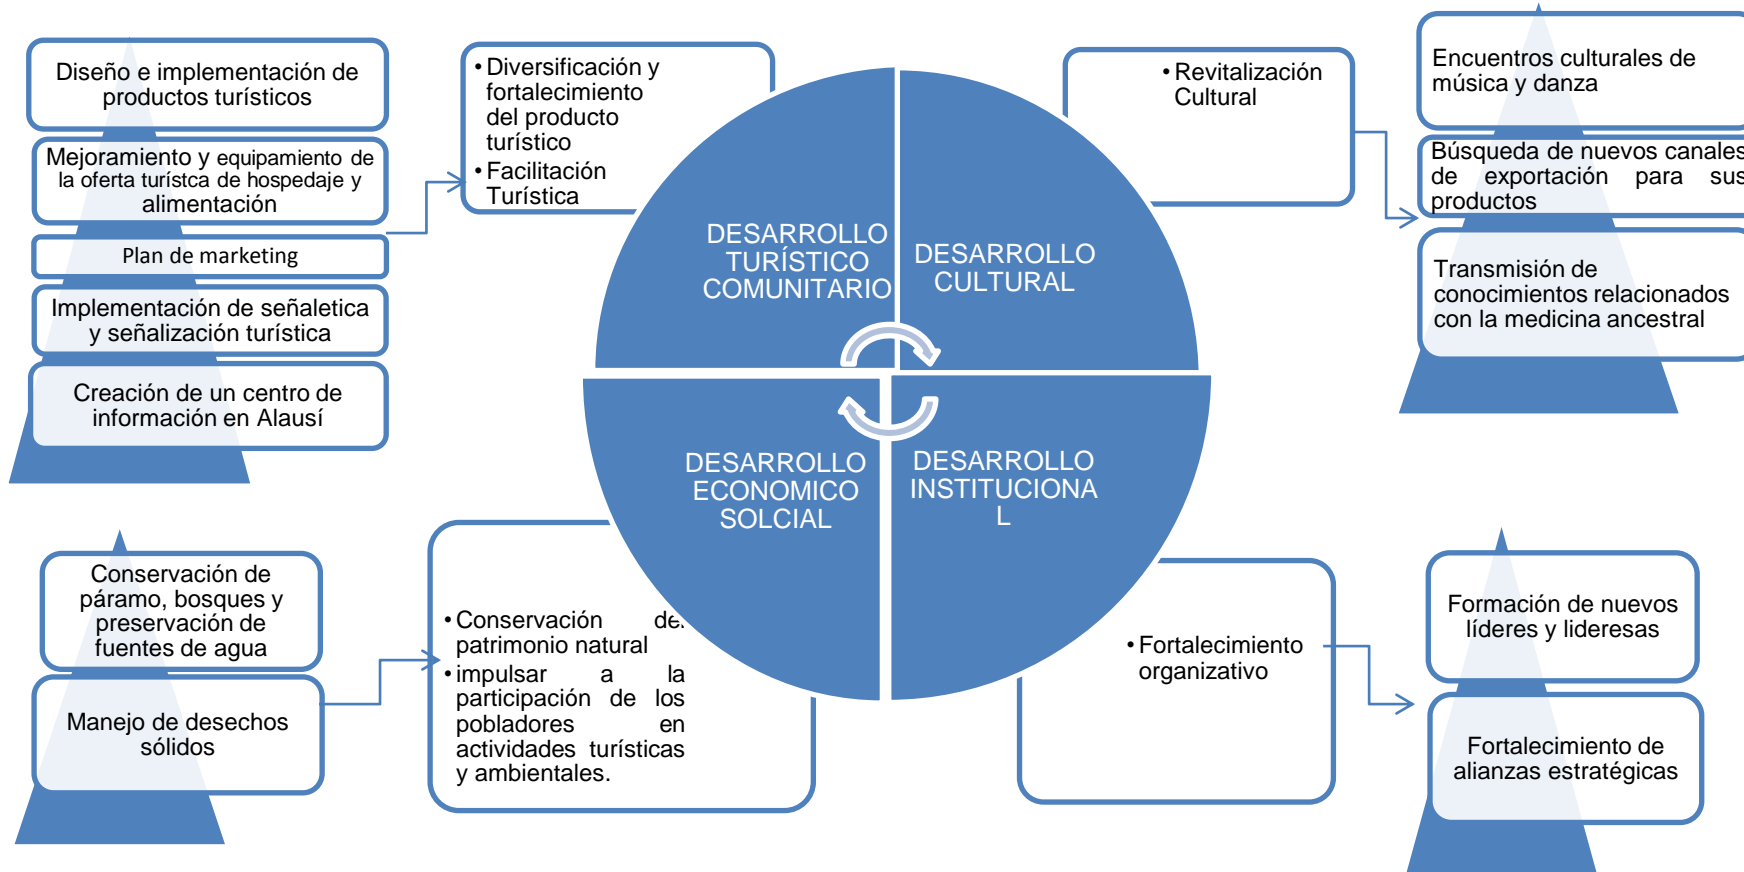 Diseño e implementación de
productos turísticos
Mejoramiento y equipamiento de
la oferta turístca de hospedaje y
alimentación
Plan de marketing
Implementación de señaletica
y señalización turística
Creación de un centro de
información en Alausí
• Diversificación y
fortalecimiento
del producto
turístico
• Facilitación
Turística
DESARROLLO
TURÍSTICO
COMUNITARIO
DESARROLLO
CULTURAL
• Revitalización
Cultural
Encuentros culturales de
música y danza
Búsqueda de nuevos canales
de exportación para sus
productos
Transmisión de
conocimientos relacionados
con la medicina ancestral
Conservación de
páramo, bosques y
preservación de
fuentes de agua
Manejo de desechos
sólidos
• Conservación del
patrimonio natural
• impulsar a la
participación de los
pobladores en
actividades turísticas
y ambientales.
DESARROLLO
ECONOMICO
SOLCIAL
DESARROLLO
INSTITUCIONA
L
• Fortalecimiento
organizativo
Formación de nuevos
líderes y lideresas
Fortalecimiento de
alianzas estratégicas